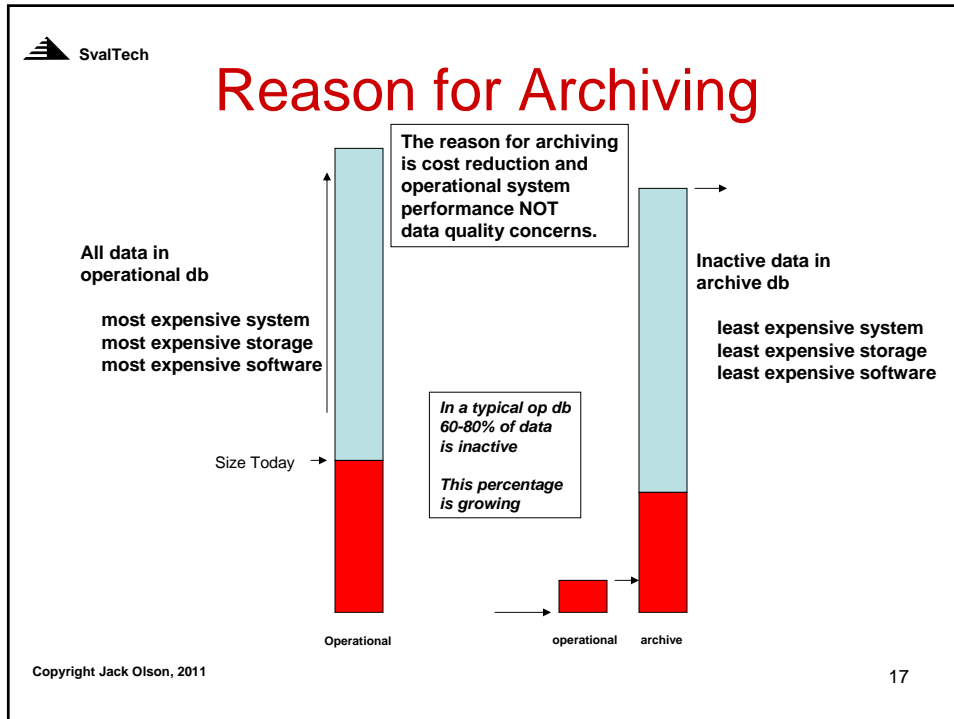 SvalTech
Reason for Archiving
The reason for archiving
is cost reduction and
operational system
performance NOT
data quality concerns.
All data in
operational db
most expensive system
most expensive storage
most expensive software
Inactive data in
archive db
least expensive system
least expensive storage
least expensive software
In a typical op db
60-80% of data
is inactive
This percentage
is growing
Size Today
Operational
operational
archive
Copyright Jack Olson, 2011
17